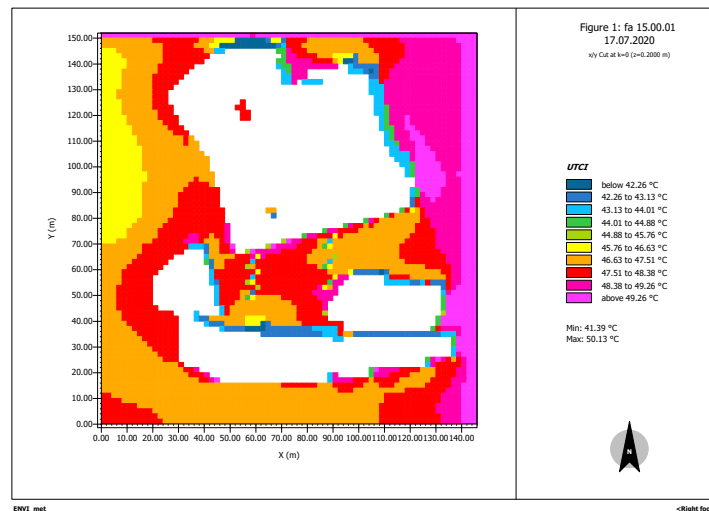 Figure 1: fa 15.00.01
17.07.2020
x/y Cut at k=0 (z=0.2000 m)
150.00
140.00
130.00
120.00
110.00
100.00
90.00
80.00
70.00
60.00
50.00
40.00
30.00
20.00
10.00
0.00
Y (m)
0.00 10.00 20.00 30.00 40.00 50.00 60.00 70.00 80.00 90.00 100.00 110.00 120.00 130.00 140.00
X (m)
UTCI
below 42.26 °C
42.26 to 43.13 °C
43.13 to 44.01 °C
44.01 to 44.88 °C
44.88 to 45.76 °C
45.76 to 46.63 °C
46.63 to 47.51 °C
47.51 to 48.38 °C
48.38 to 49.26 °C
above 49.26 °C
Min: 41.39 °C
Max: 50.13 °C
N
ENVI_met
<Right foo